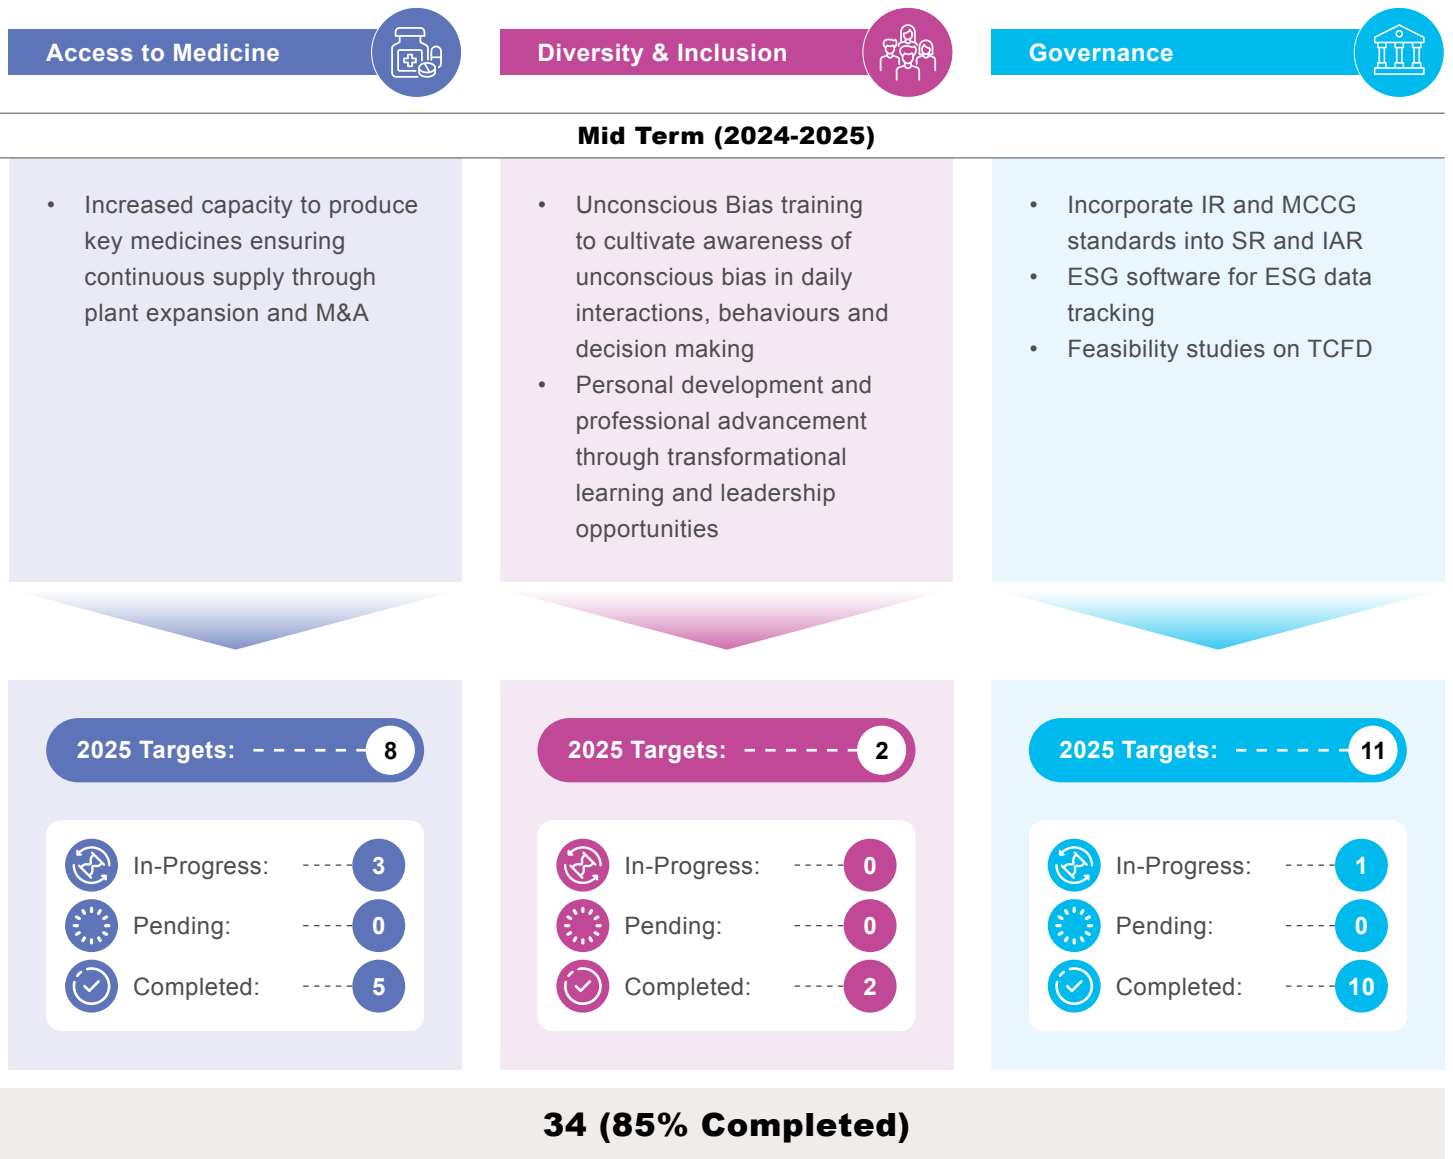 Access to Medicine
Diversity & Inclusion
Governance
Mid Term (2024-2025)
• Increased capacity to produce
key medicines ensuring
continuous supply through
plant expansion and M&A
• Unconscious Bias training
to cultivate awareness of
unconscious bias in daily
interactions, behaviours and
decision making
• Personal development and
professional advancement
through transformational
learning and leadership
opportunities
• Incorporate IR and MCCG
standards into SR and IAR
• ESG software for ESG data
tracking
• Feasibility studies on TCFD
2025 Targets: 8
In-Progress: 3
Pending: 0
Completed: 5
2025 Targets: 2
In-Progress: 0
Pending: 0
Completed: 2
2025 Targets: 11
In-Progress: 1
Pending: 0
Completed: 10
34 (85% Completed)